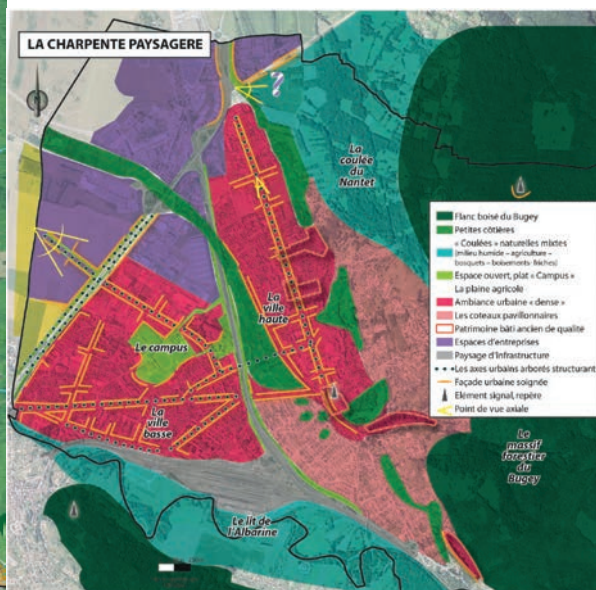 LA CHARPENTE PAYSAGERE
La
coulée
du
Nantet
Flanc boisé du Bugey
Petites côtières
« Coulées » naturelles mixtes
(milieu humide – agriculture –
bosquets – boisements- friches)
Espace ouvert, plat « Campus »
La plaine agricole
Ambiance urbaine « dense »
Les coteaux pavillonnaires
Patrimoine bâti ancien de qualité
Espaces d'entreprises
Paysage d'Infrastructure
Les axes urbains arborés structurant
Façade urbaine soignée
Elément signal, repère
Point de vue axiale
La
ville
haute
Le campus
La
ville
basse
Le
massif
forestier
du
Bugey
Le lit de
l'Albarine